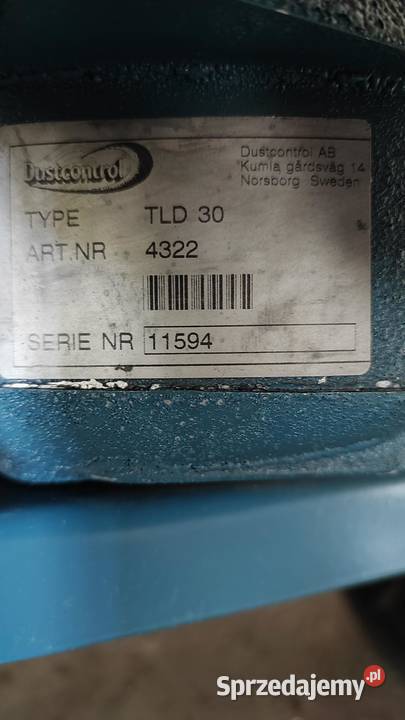 Dustcontrol
Dustcontrol AB
Kumla gårdsväg 14
Norsborg Sweden
TYPE TLD 30
ART.NR 4322
SERIE NR 11594
Sprzedajemy.pl